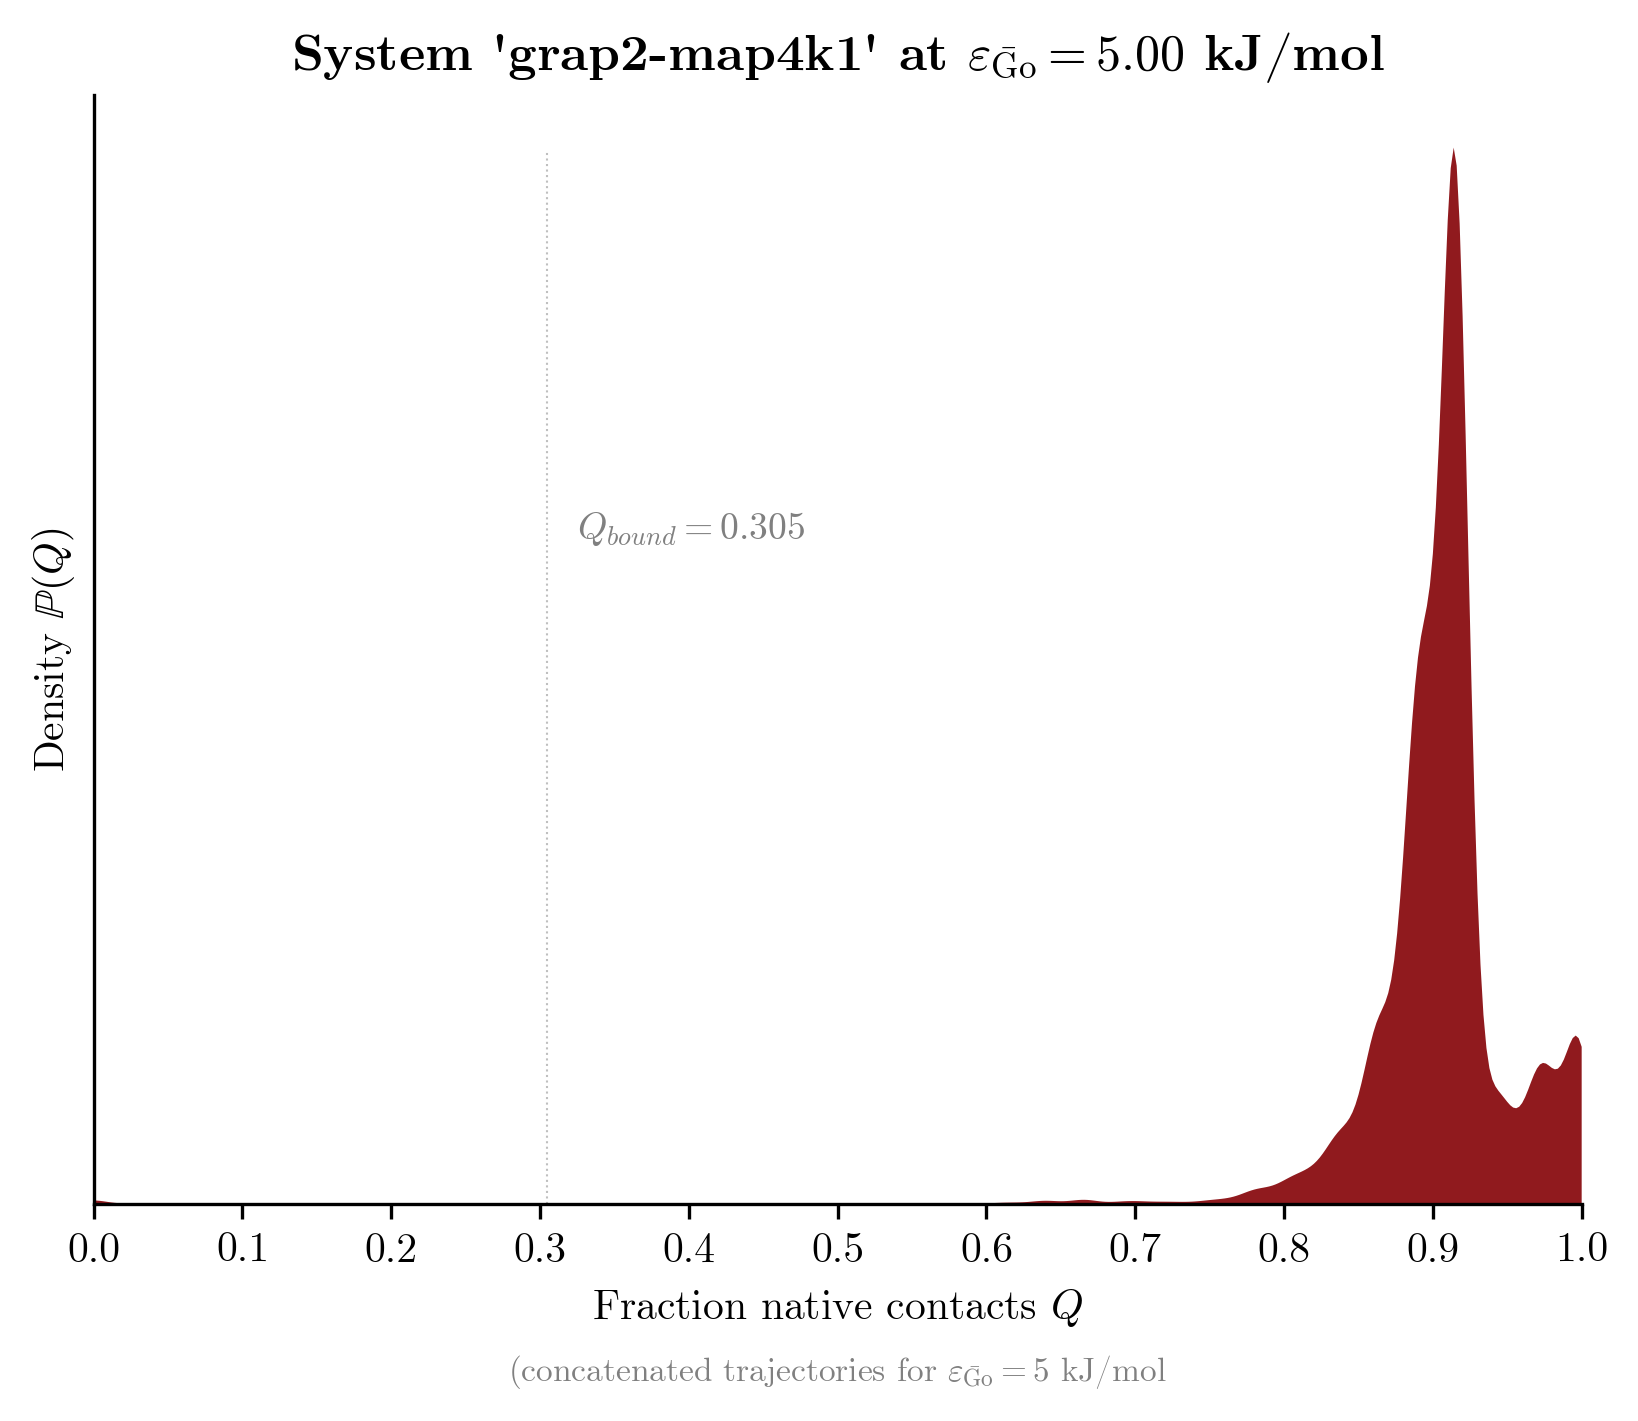 System 'grap2-map4k1' at ε_Gō = 5.00 kJ/mol
Density ℙ(Q)
Q_bound = 0.305
0.0 0.1 0.2 0.3 0.4 0.5 0.6 0.7 0.8 0.9 1.0
Fraction native contacts Q
(concatenated trajectories for ε_Gō = 5 kJ/mol